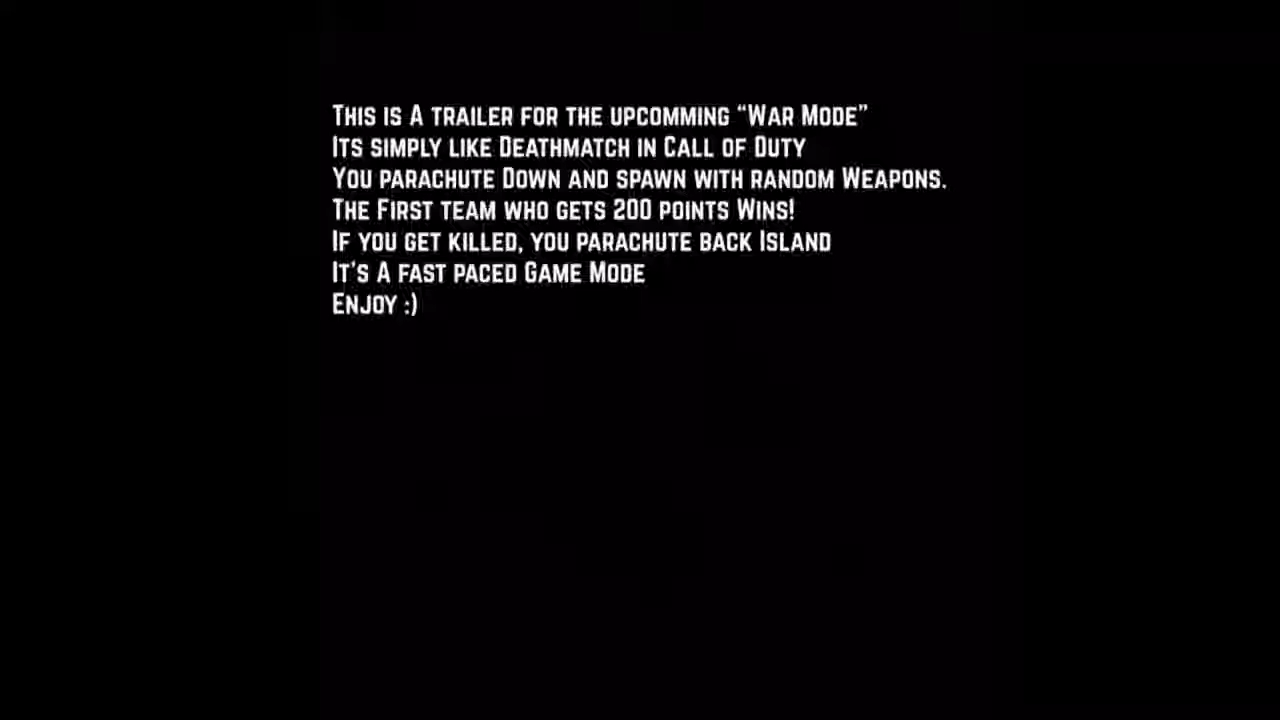 This is A trailer for the upcomming “War Mode”
Its simply like Deathmatch in Call of Duty
You parachute Down and spawn with random Weapons.
The First team who gets 200 points Wins!
If you get killed, you parachute back Island
It’s A fast paced Game Mode
Enjoy :)